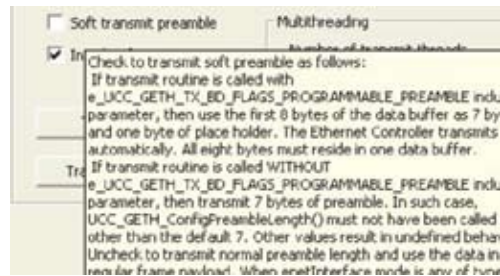 Soft transmit preamble
Multithreading
Number of transmit threads
Check to transmit soft preamble as follows:
If transmit routine is called with
e_UCC_GETH_TX_BD_FLAGS_PROGRAMMABLE_PREAMBLE inclu
parameter, then use the first 8 bytes of the data buffer as 7 by
and one byte of place holder. The Ethernet Controller transmits
automatically. All eight bytes must reside in one data buffer.
If transmit routine is called WITHOUT
e_UCC_GETH_TX_BD_FLAGS_PROGRAMMABLE_PREAMBLE inclu
parameter, then transmit 7 bytes of preamble. In such case,
UCC_GETH_ConfigPreambleLength() must not have been called
other than the default 7. Other values result in undefined behav
Uncheck to transmit normal preamble length and use the data in
regular frame payload. When enetInterface mode is any of